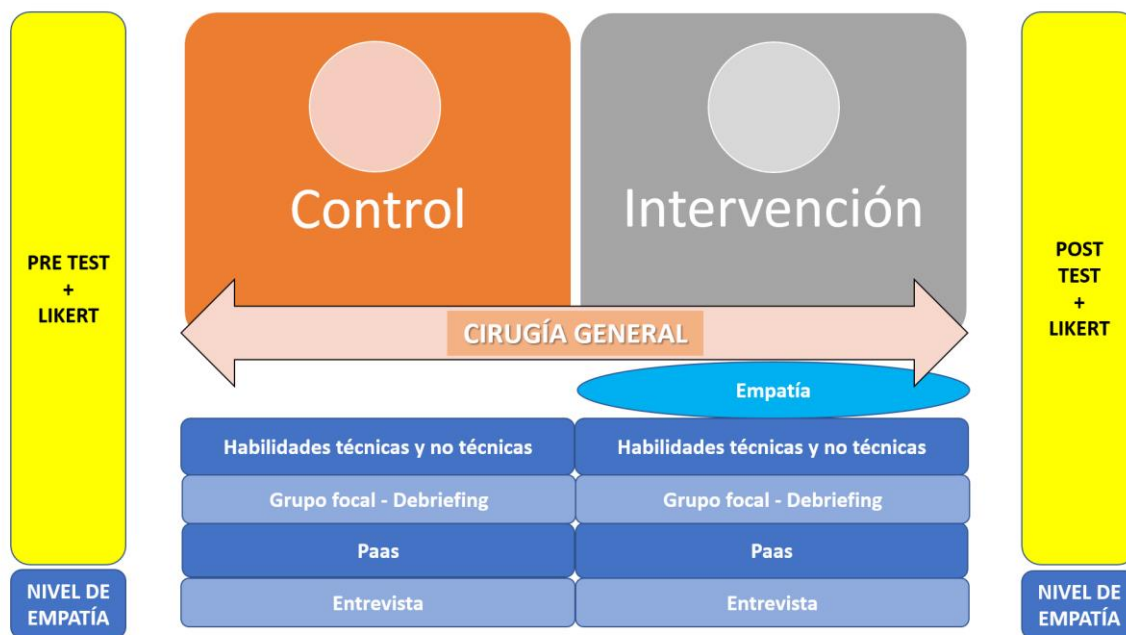 PRE TEST
+
LIKERT
NIVEL DE
EMPATÍA
Control
Intervención
CIRUGÍA GENERAL
Empatía
Habilidades técnicas y no técnicas
Habilidades técnicas y no técnicas
Grupo focal - Debriefing
Grupo focal - Debriefing
Paas
Paas
Entrevista
Entrevista
POST
TEST
+
LIKERT
NIVEL DE
EMPATÍA